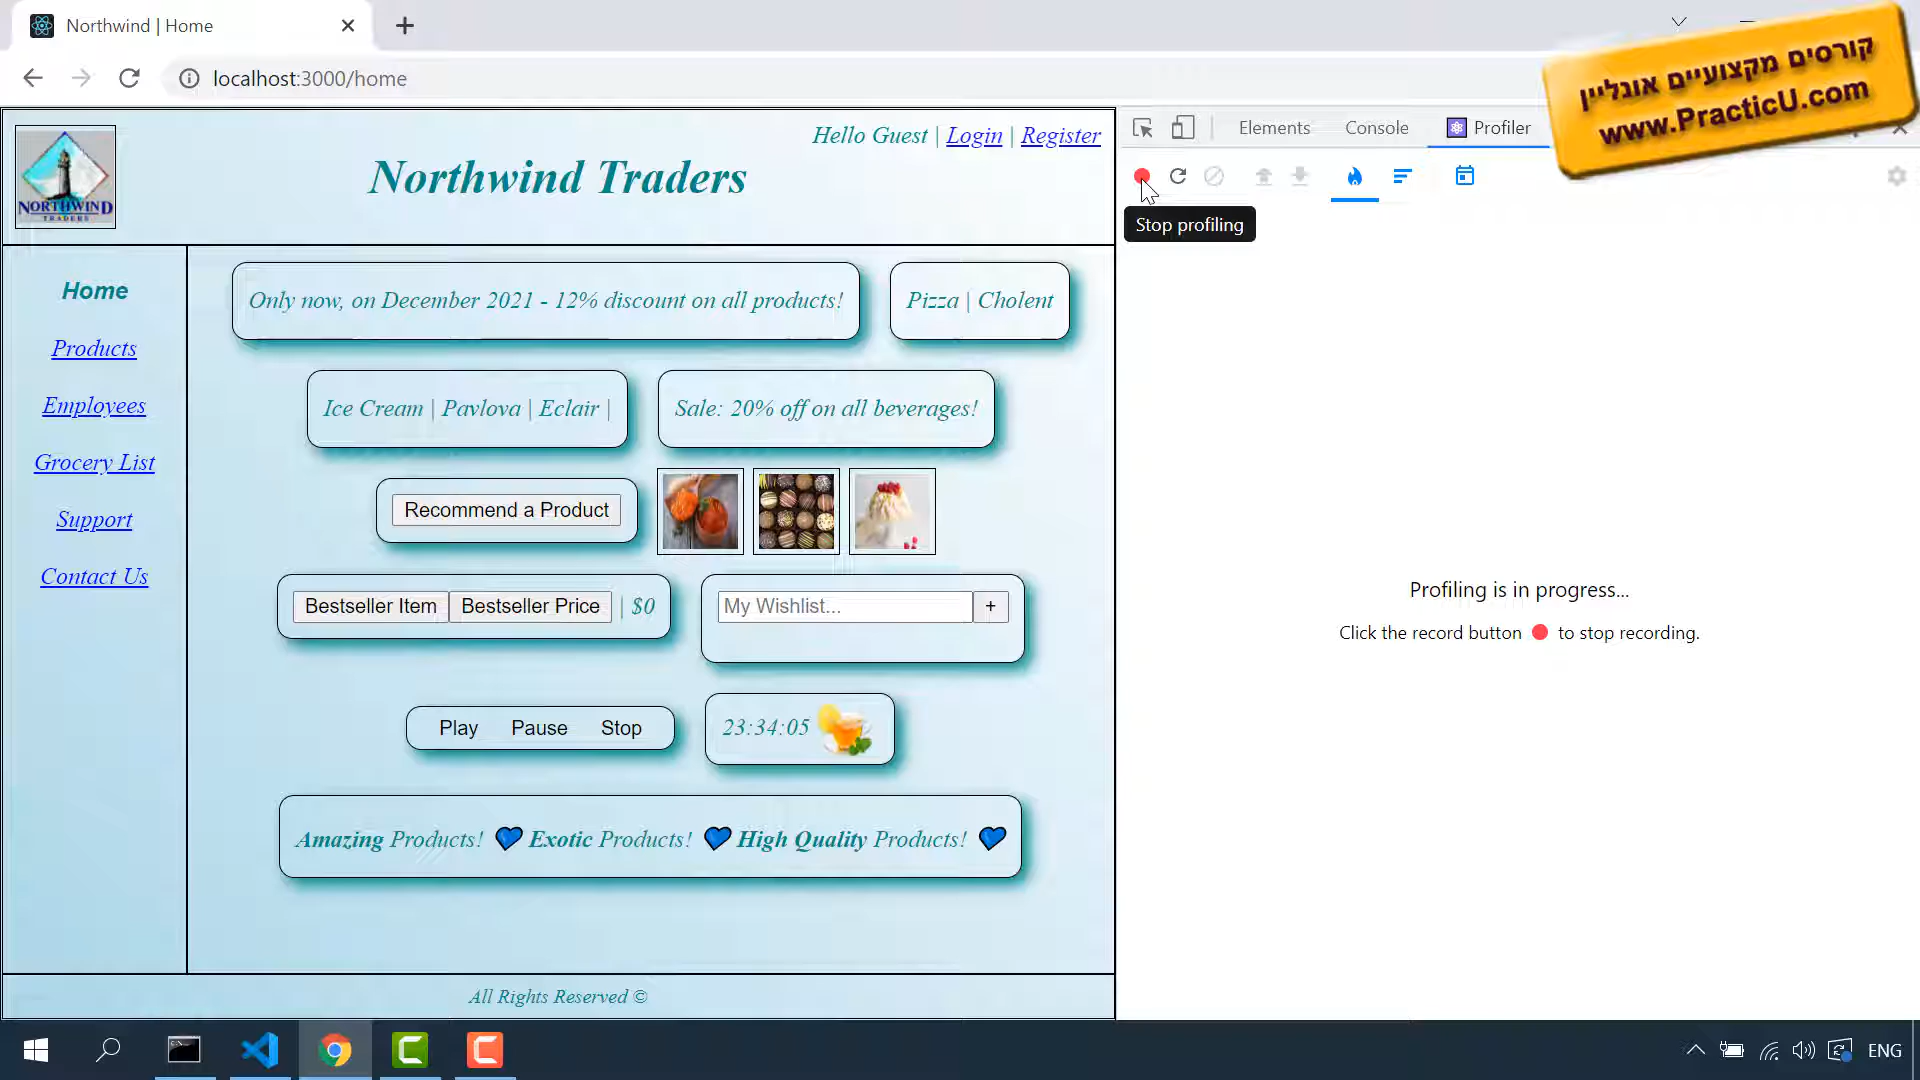 Northwind | Home
localhost:3000/home
קורסים מקצועיים אונליין
www.PracticU.com
Elements
Console
Profiler
Stop profiling
Hello Guest | Login | Register
NORTHWIND
TRADERS
Northwind Traders
Home
Products
Employees
Grocery List
Support
Contact Us
Only now, on December 2021 - 12% discount on all products!
Pizza | Cholent
Ice Cream | Pavlova | Eclair |
Sale: 20% off on all beverages!
Recommend a Product
Bestseller Item
Bestseller Price
| $0
My Wishlist...
+
Play
Pause
Stop
23:34:05
Amazing Products! Exotic Products! High Quality Products!
All Rights Reserved ©
Profiling is in progress...
Click the record button to stop recording.
ENG